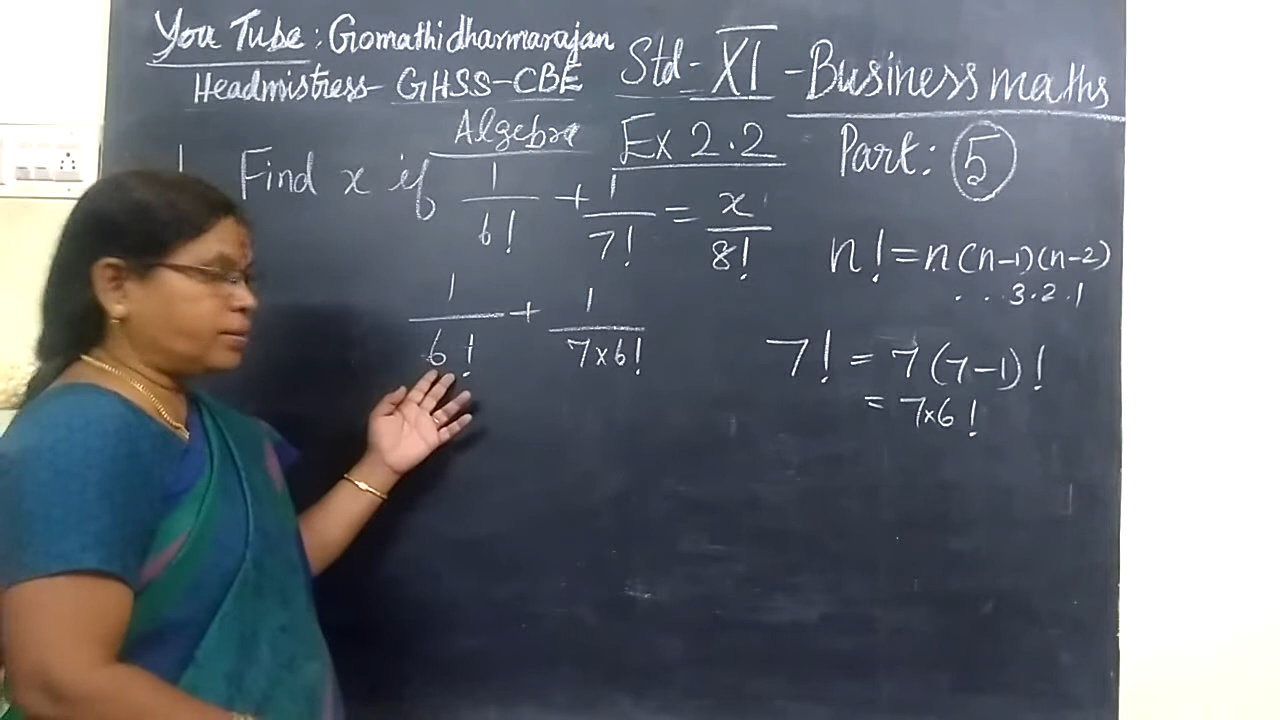 You Tube : Gomathidharmarajan
Headmistress- GHSS-CBE
Std- XI - Business maths
Algebra
Ex 2.2
Part: 5
1 Find x if 1/6! + 1/7! = x/8!
n! = n(n-1)(n-2)
. . . 3.2.1
1/6! + 1/7×6!
7! = 7(7-1)!
= 7×6!